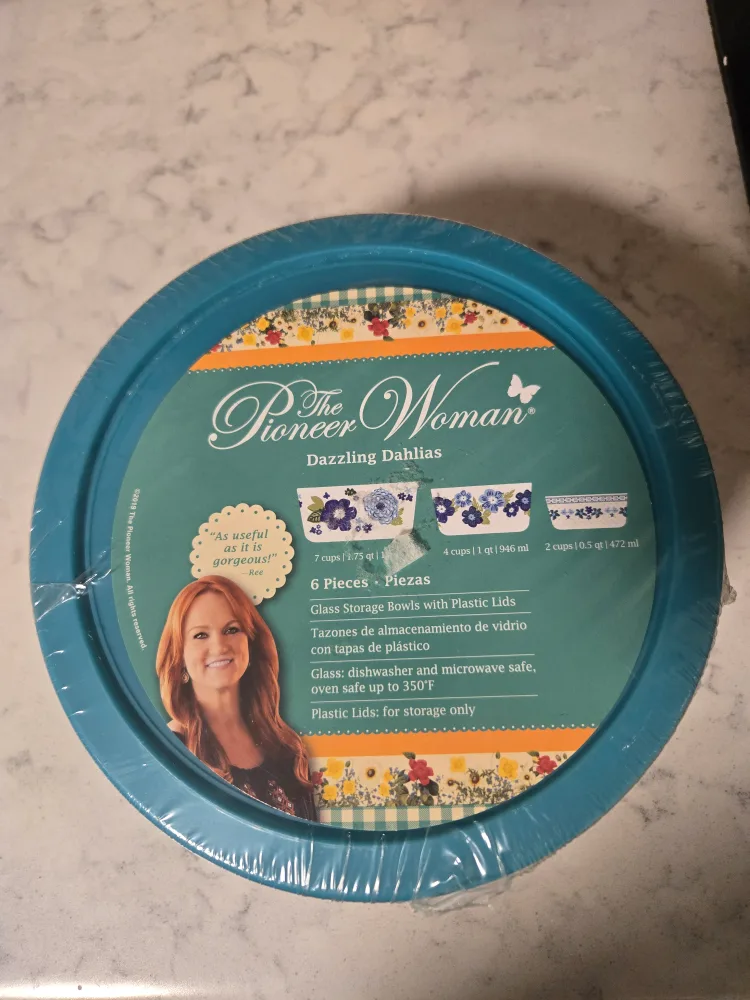 The
Pioneer Woman®
Dazzling Dahlias
7 cups | 1.75 qt | 1
4 cups | 1 qt | 946 ml
2 cups | 0.5 qt | 472 ml
"As useful
as it is
gorgeous!"
—Ree
6 Pieces • Piezas
Glass Storage Bowls with Plastic Lids
Tazones de almacenamiento de vidrio
con tapas de plástico
Glass: dishwasher and microwave safe,
oven safe up to 350°F
Plastic Lids: for storage only
©2018 The Pioneer Woman. All rights reserved.